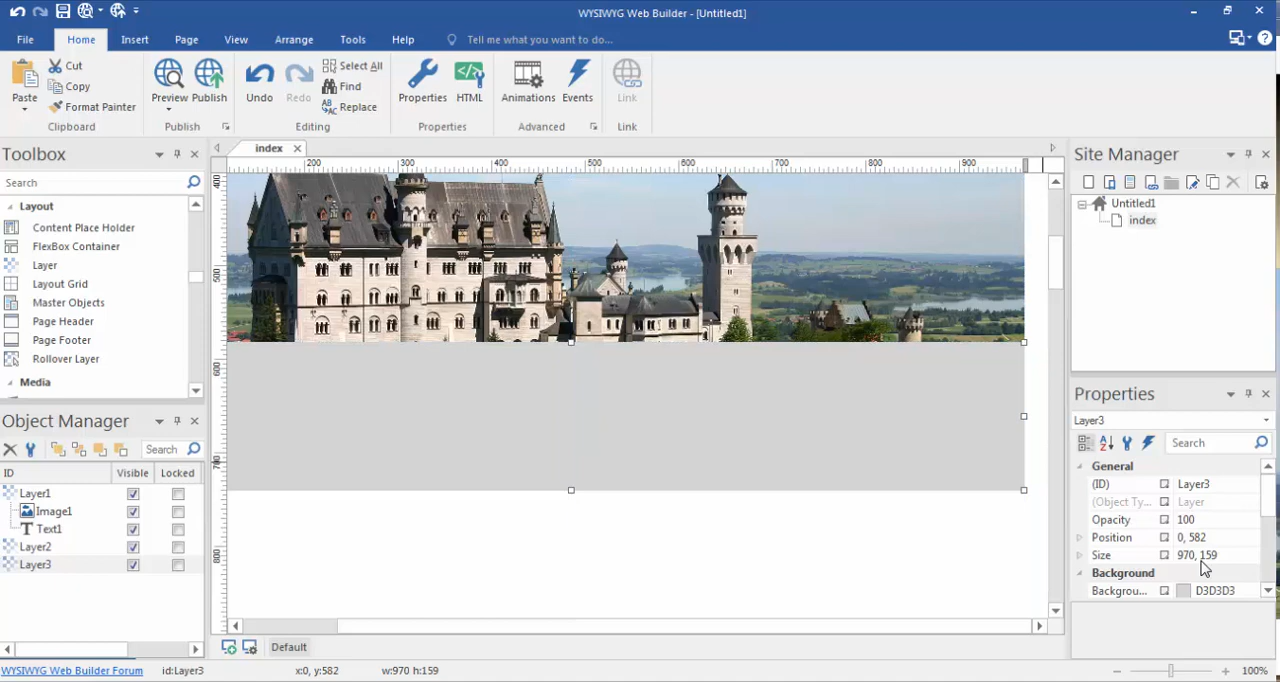 WYSIWYG Web Builder - [Untitled1]
File Home Insert Page View Arrange Tools Help Tell me what you want to do...
Paste
Cut
Copy
Format Painter
Clipboard
Preview Publish
Publish
Undo Redo
Select All
Find
Replace
Editing
Properties HTML
Properties
Animations Events
Advanced
Link
Link
Toolbox
Search
Layout
Content Place Holder
FlexBox Container
Layer
Layout Grid
Master Objects
Page Header
Page Footer
Rollover Layer
Media
Object Manager
Search
ID Visible Locked
Layer1
Image1
Text1
Layer2
Layer3
index
200 300 400 500 600 700 800 900
400
500
600
700
800
Default
Site Manager
Untitled1
index
Properties
Layer3
Search
General
(ID) Layer3
(Object Ty... Layer
Opacity 100
Position 0, 582
Size 970, 159
Background
Backgrou... D3D3D3
WYSIWYG Web Builder Forum id:Layer3 x:0, y:582 w:970 h:159 100%